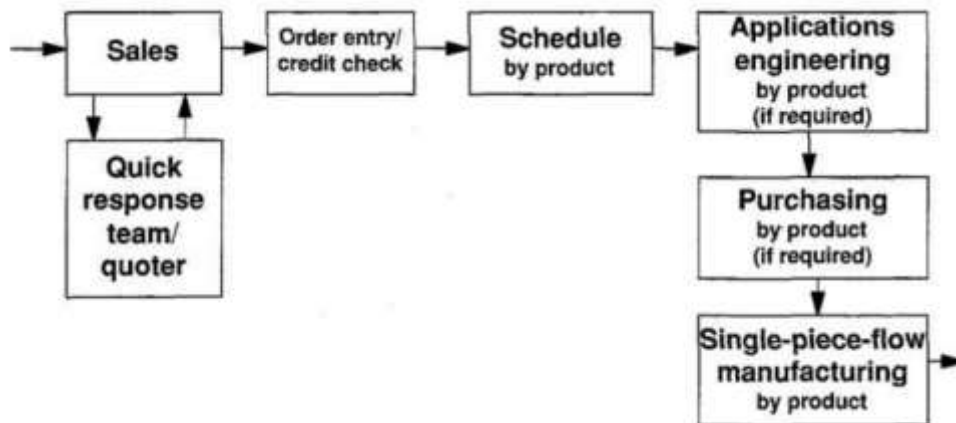 Sales
Order entry/
credit check
Schedule
by product
Applications
engineering
by product
(if required)
Quick
response
team/
quoter
Purchasing
by product
(if required)
Single-piece-flow
manufacturing
by product